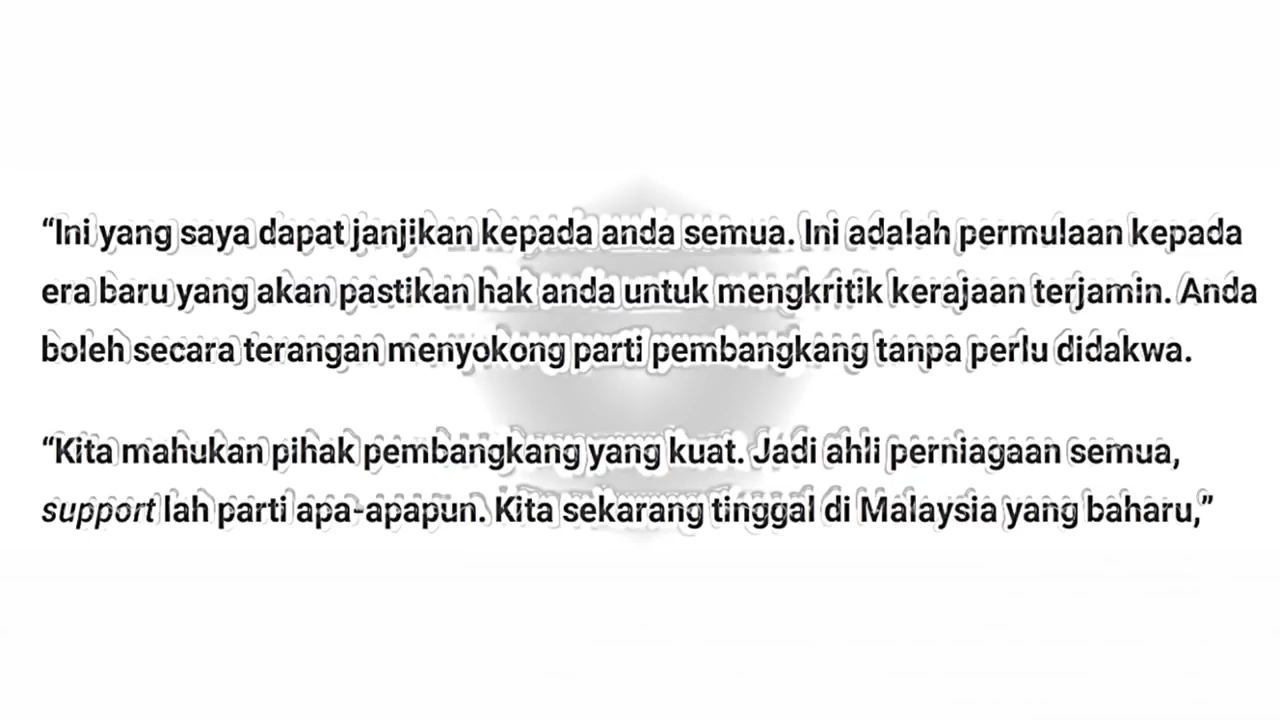 “Ini yang saya dapat janjikan kepada anda semua. Ini adalah permulaan kepada
era baru yang akan pastikan hak anda untuk mengkritik kerajaan terjamin. Anda
boleh secara terangan menyokong parti pembangkang tanpa perlu didakwa.
“Kita mahukan pihak pembangkang yang kuat. Jadi ahli perniagaan semua,
support lah parti apa-apapun. Kita sekarang tinggal di Malaysia yang baharu,”